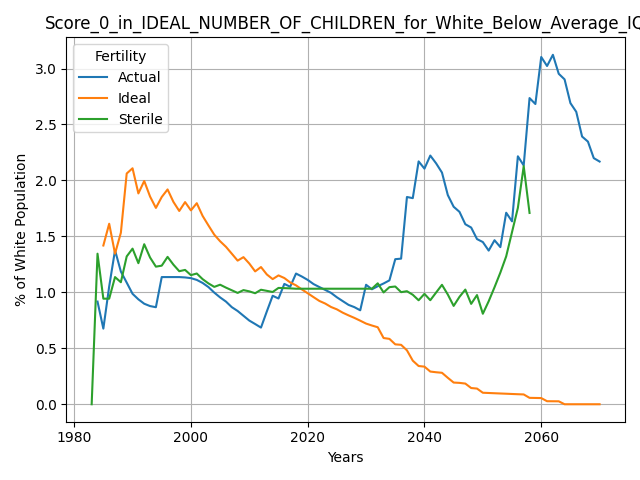 Score_0_in_IDEAL_NUMBER_OF_CHILDREN_for_White_Below_Average_IQ
Fertility
Actual
Ideal
Sterile
% of White Population
3.0
2.5
2.0
1.5
1.0
0.5
0.0
1980 2000 2020 2040 2060
Years